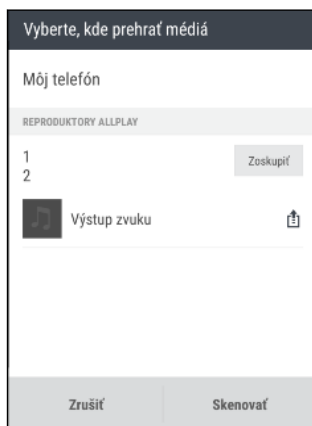 Vyberte, kde prehrať médiá
Môj telefón
REPRODUKTORY ALLPLAY
1
2
Zoskupiť
Výstup zvuku
Zrušiť
Skenovať